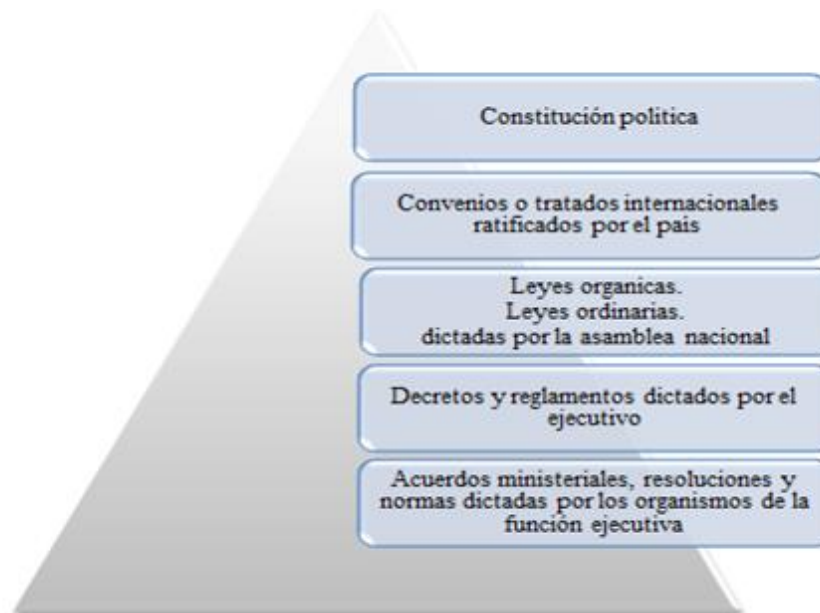 Constitución politica
Convenios o tratados internacionales
ratificados por el pais
Leyes organicas.
Leyes ordinarias.
dictadas por la asamblea nacional
Decretos y reglamentos dictados por el
ejecutivo
Acuerdos ministeriales, resoluciones y
normas dictadas por los organismos de la
función ejecutiva